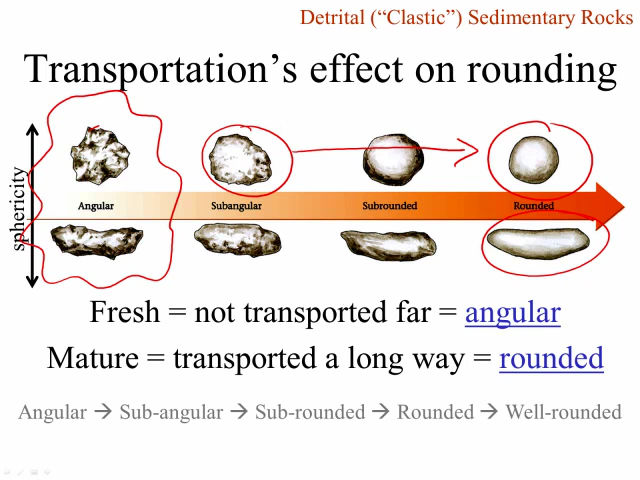 Detrital (“Clastic”) Sedimentary Rocks
Transportation’s effect on rounding
sphericity
Angular Subangular Subrounded Rounded
Fresh = not transported far = angular
Mature = transported a long way = rounded
Angular → Sub-angular → Sub-rounded → Rounded → Well-rounded